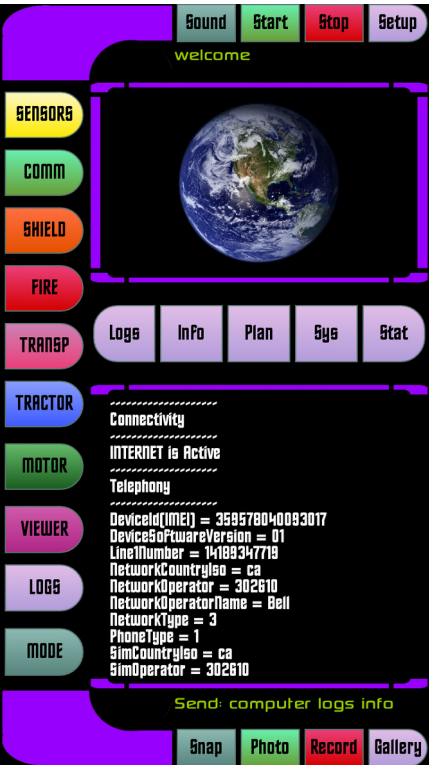 Sound Start Stop Setup
welcome
SENSORS
COMM
SHIELD
FIRE
TRANSP
TRACTOR
MOTOR
VIEWER
LOGS
MODE
Logs Info Plan Sys Stat
~~~~~~~~~~~~~~~~~~~~
Connectivity
~~~~~~~~~~~~~~~~~~~~
INTERNET is Active
~~~~~~~~~~~~~~~~~~~~
Telephony
~~~~~~~~~~~~~~~~~~~~
DeviceId(IMEI) = 359578040093017
DeviceSoftwareVersion = 01
Line1Number = 14189347719
NetworkCountryIso = ca
NetworkOperator = 302610
NetworkOperatorName = Bell
NetworkType = 3
PhoneType = 1
SimCountryIso = ca
SimOperator = 302610
Send: computer logs info
Snap Photo Record Gallery